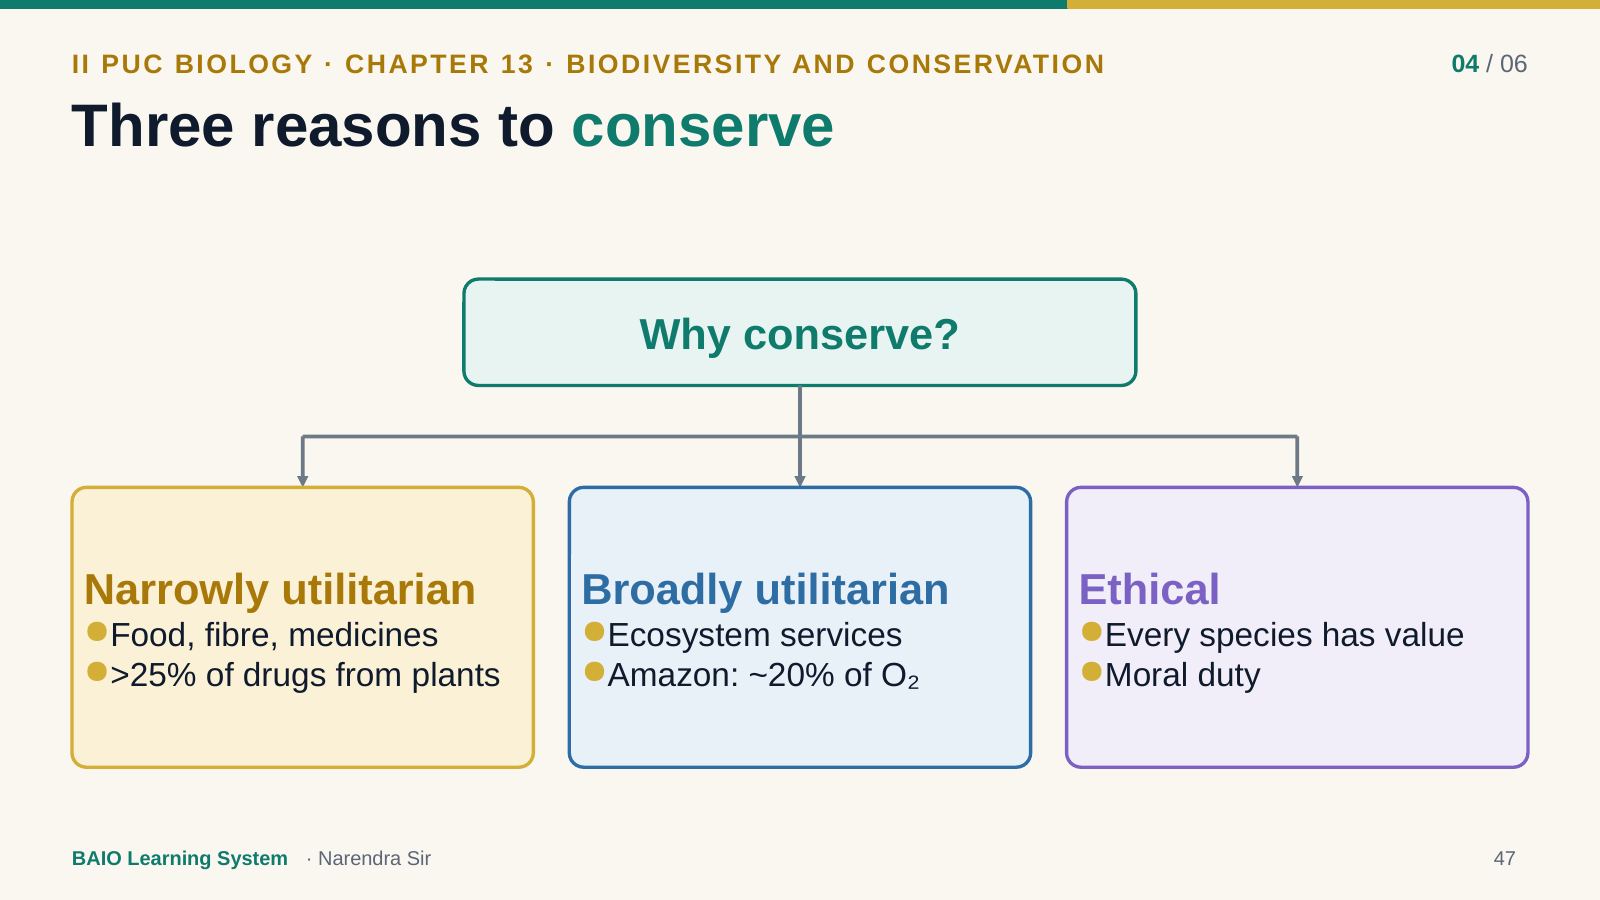 II PUC BIOLOGY · CHAPTER 13 · BIODIVERSITY AND CONSERVATION
04 / 06
Three reasons to conserve
Why conserve?
Narrowly utilitarian
Food, fibre, medicines
>25% of drugs from plants
Broadly utilitarian
Ecosystem services
Amazon: ~20% of O₂
Ethical
Every species has value
Moral duty
BAIO Learning System · Narendra Sir
47